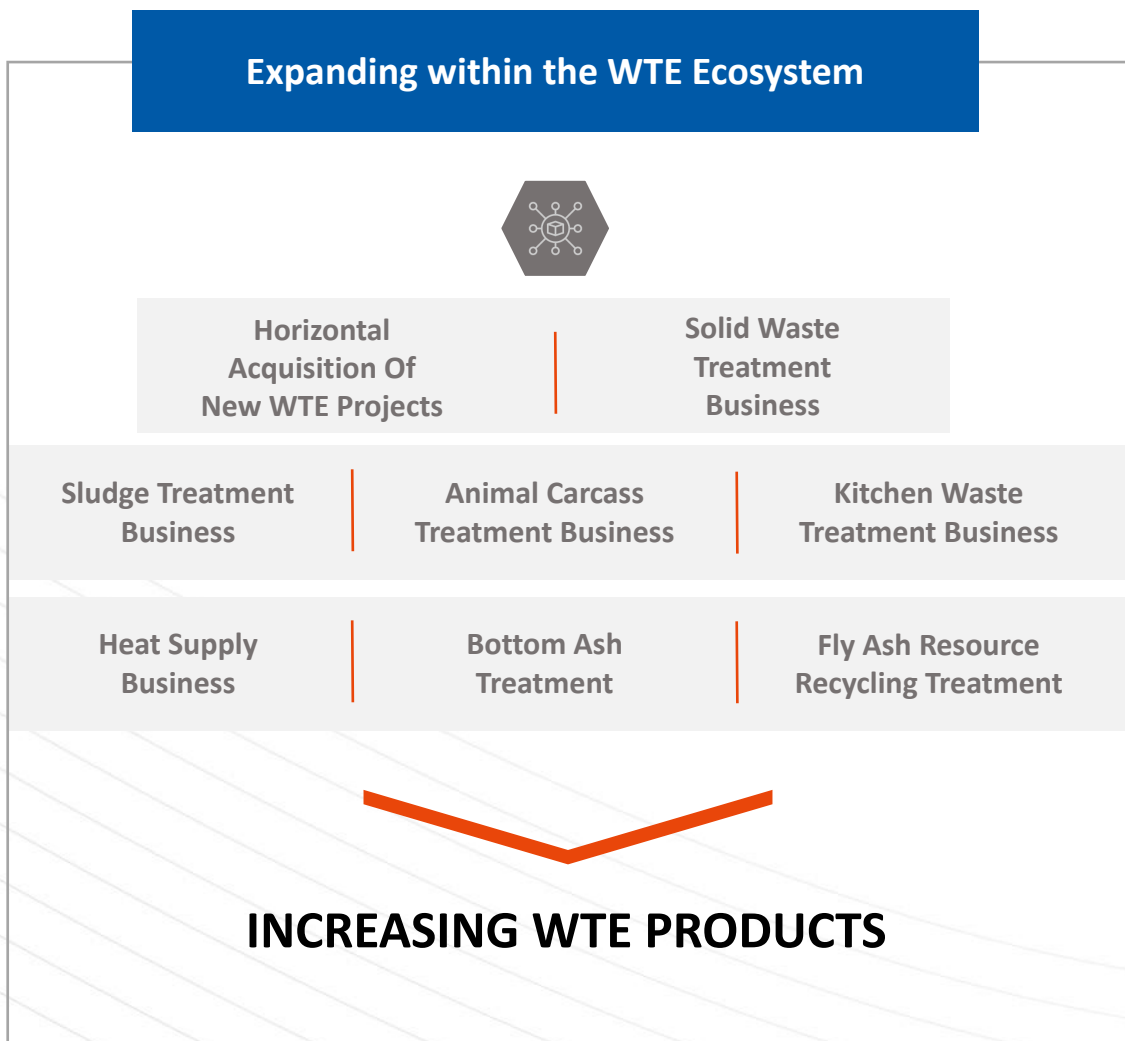 Expanding within the WTE Ecosystem
Horizontal
Acquisition Of
New WTE Projects
Solid Waste
Treatment
Business
Sludge Treatment
Business
Animal Carcass
Treatment Business
Kitchen Waste
Treatment Business
Heat Supply
Business
Bottom Ash
Treatment
Fly Ash Resource
Recycling Treatment
INCREASING WTE PRODUCTS